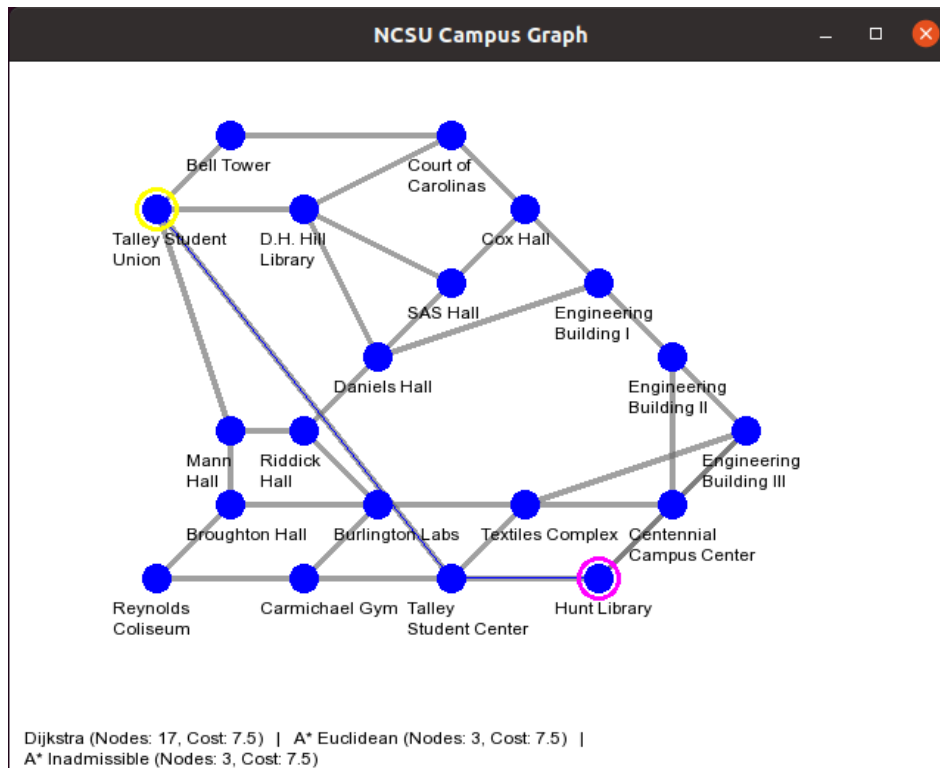 NCSU Campus Graph
Bell Tower
Court of
Carolinas
Talley Student
Union
D.H. Hill
Library
Cox Hall
SAS Hall
Engineering
Building I
Daniels Hall
Engineering
Building II
Mann
Hall
Riddick
Hall
Engineering
Building III
Broughton Hall
Burlington Labs
Textiles Complex
Centennial
Campus Center
Reynolds
Coliseum
Carmichael Gym
Talley
Student Center
Hunt Library
Dijkstra (Nodes: 17, Cost: 7.5) | A* Euclidean (Nodes: 3, Cost: 7.5) |
A* Inadmissible (Nodes: 3, Cost: 7.5)